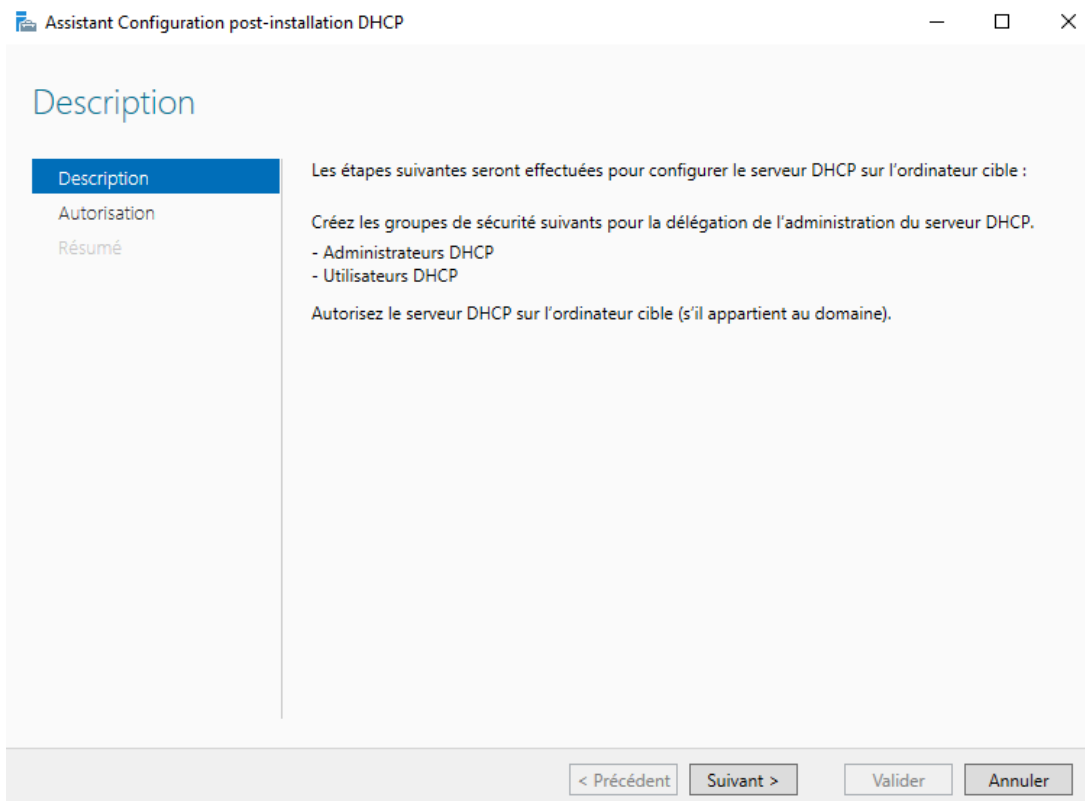 Assistant Configuration post-installation DHCP
Description
Description
Autorisation
Résumé
Les étapes suivantes seront effectuées pour configurer le serveur DHCP sur l’ordinateur cible :
Créez les groupes de sécurité suivants pour la délégation de l’administration du serveur DHCP.
- Administrateurs DHCP
- Utilisateurs DHCP
Autorisez le serveur DHCP sur l’ordinateur cible (s’il appartient au domaine).
< Précédent
Suivant >
Valider
Annuler